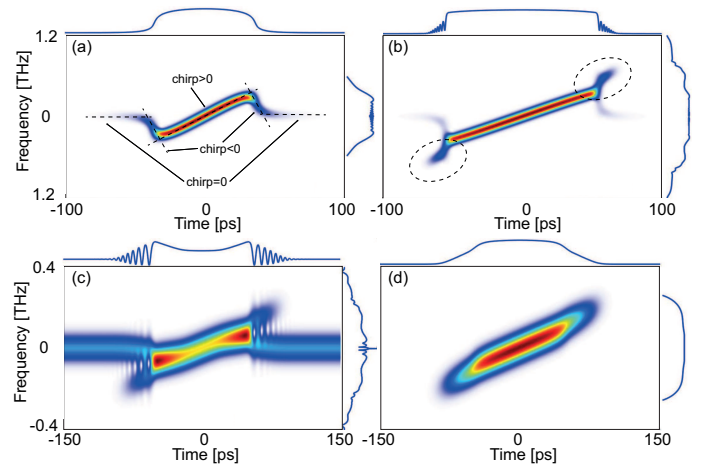 (a)
(b)
1.2
0
1.2
Frequency [THz]
chirp>0
chirp<0
chirp=0
-100
0
100
Time [ps]
-100
0
100
Time [ps]
(c)
(d)
0.4
0
-0.4
Frequency [THz]
-150
0
150
Time [ps]
-150
0
150
Time [ps]